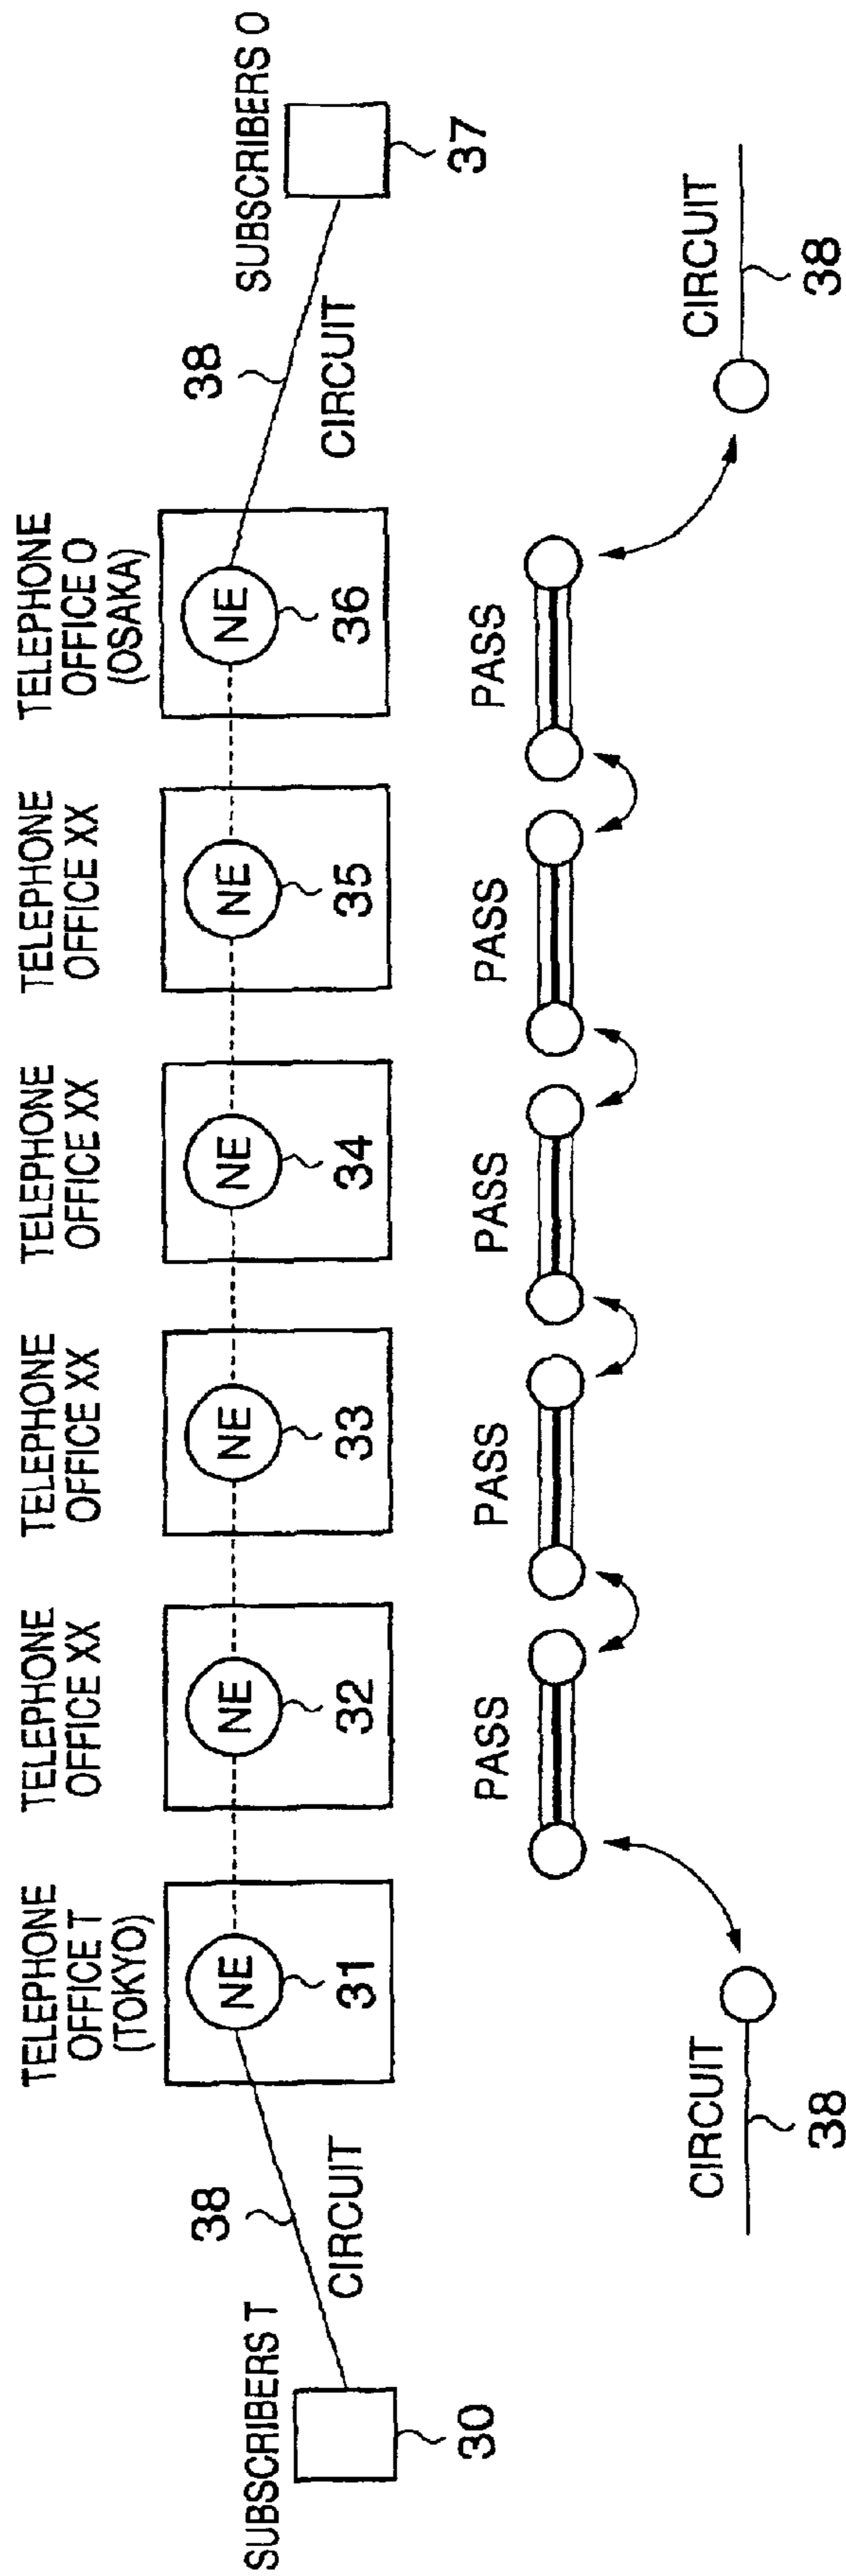 SUBSCRIBERS T
30
38
CIRCUIT
TELEPHONE
OFFICE T
(TOKYO)
NE
31
TELEPHONE
OFFICE XX
NE
32
TELEPHONE
OFFICE XX
NE
33
TELEPHONE
OFFICE XX
NE
34
TELEPHONE
OFFICE XX
NE
35
TELEPHONE
OFFICE O
(OSAKA)
NE
36
38
CIRCUIT
SUBSCRIBERS O
37
PASS
PASS
PASS
PASS
PASS
CIRCUIT
38
CIRCUIT
38